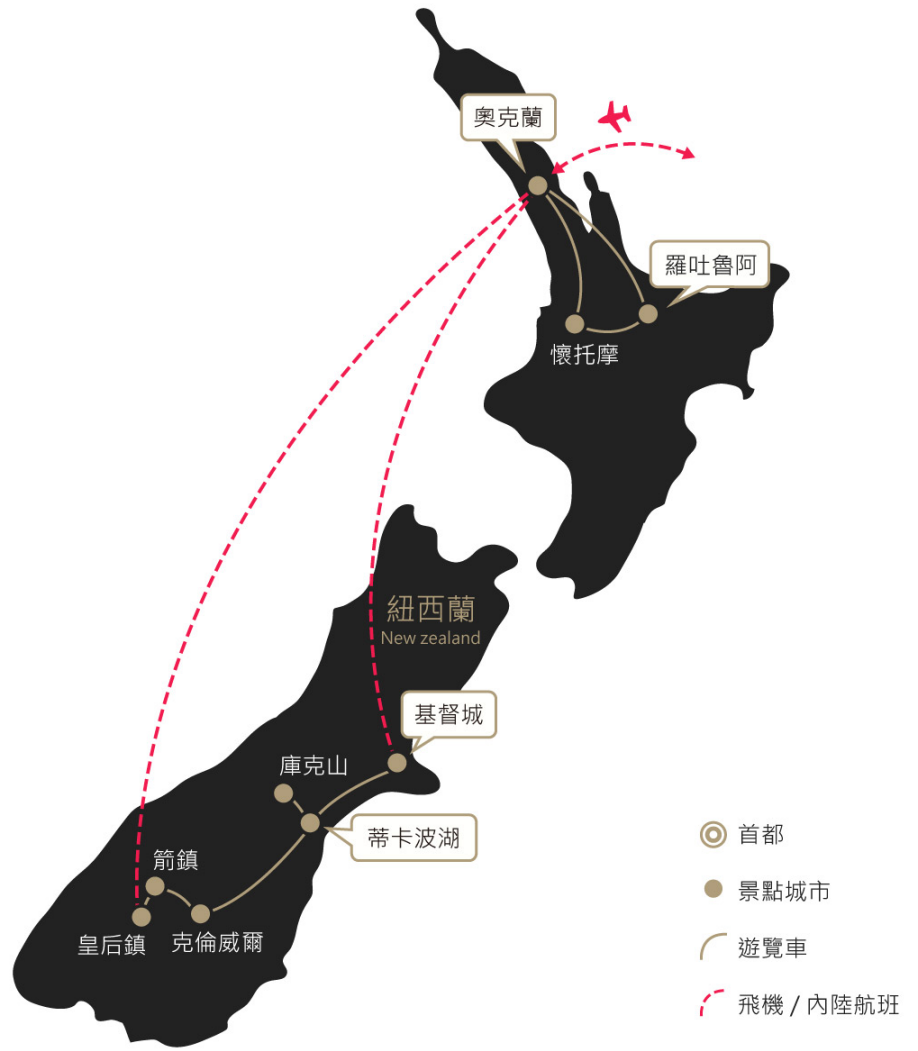 奧克蘭
羅吐魯阿
懷托摩
紐西蘭
New zealand
基督城
庫克山
蒂卡波湖
箭鎮
皇后鎮
克倫威爾
首都
景點城市
遊覽車
飛機 / 內陸航班